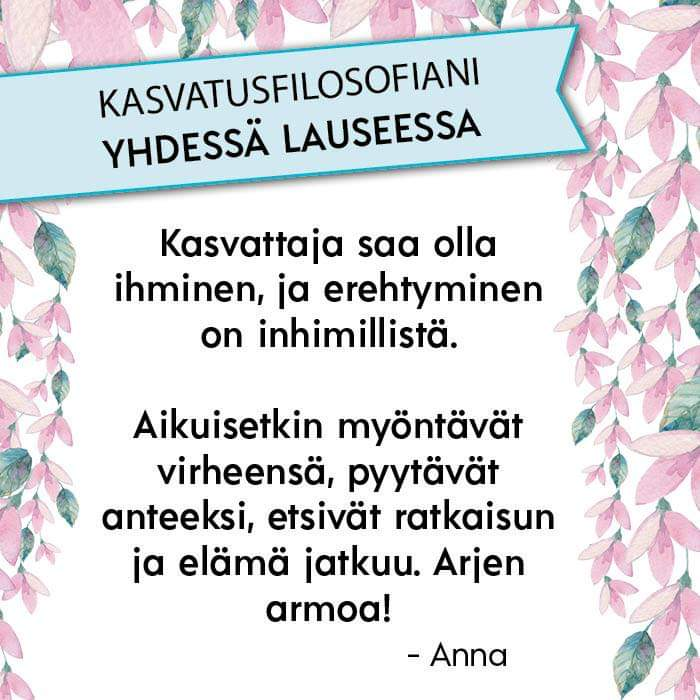 KASVATUSFILOSOFIANI
YHDESSÄ LAUSEESSA
Kasvattaja saa olla
ihminen, ja erehtyminen
on inhimillistä.
Aikuisetkin myöntävät
virheensä, pyytävät
anteeksi, etsivät ratkaisun
ja elämä jatkuu. Arjen
armoa!
- Anna